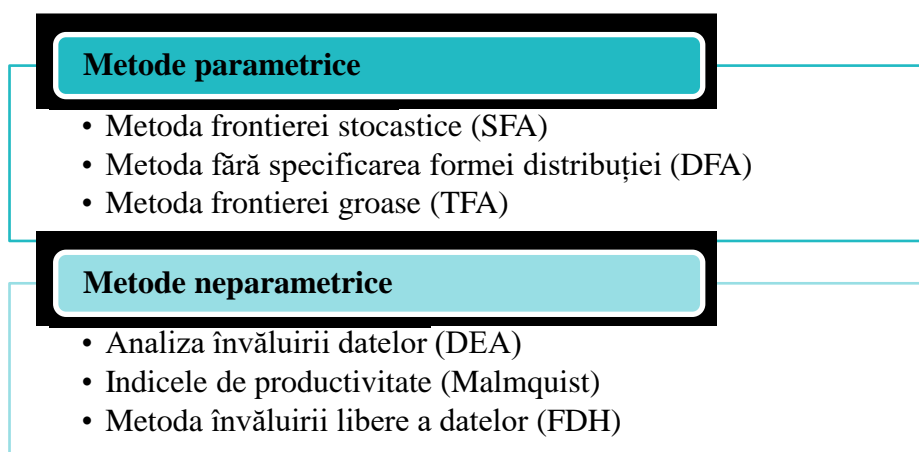 Metode parametrice
• Metoda frontierei stocastice (SFA)
• Metoda fără specificarea formei distribuției (DFA)
• Metoda frontierei groase (TFA)
Metode neparametrice
• Analiza învăluirii datelor (DEA)
• Indicele de productivitate (Malmquist)
• Metoda învăluirii libere a datelor (FDH)